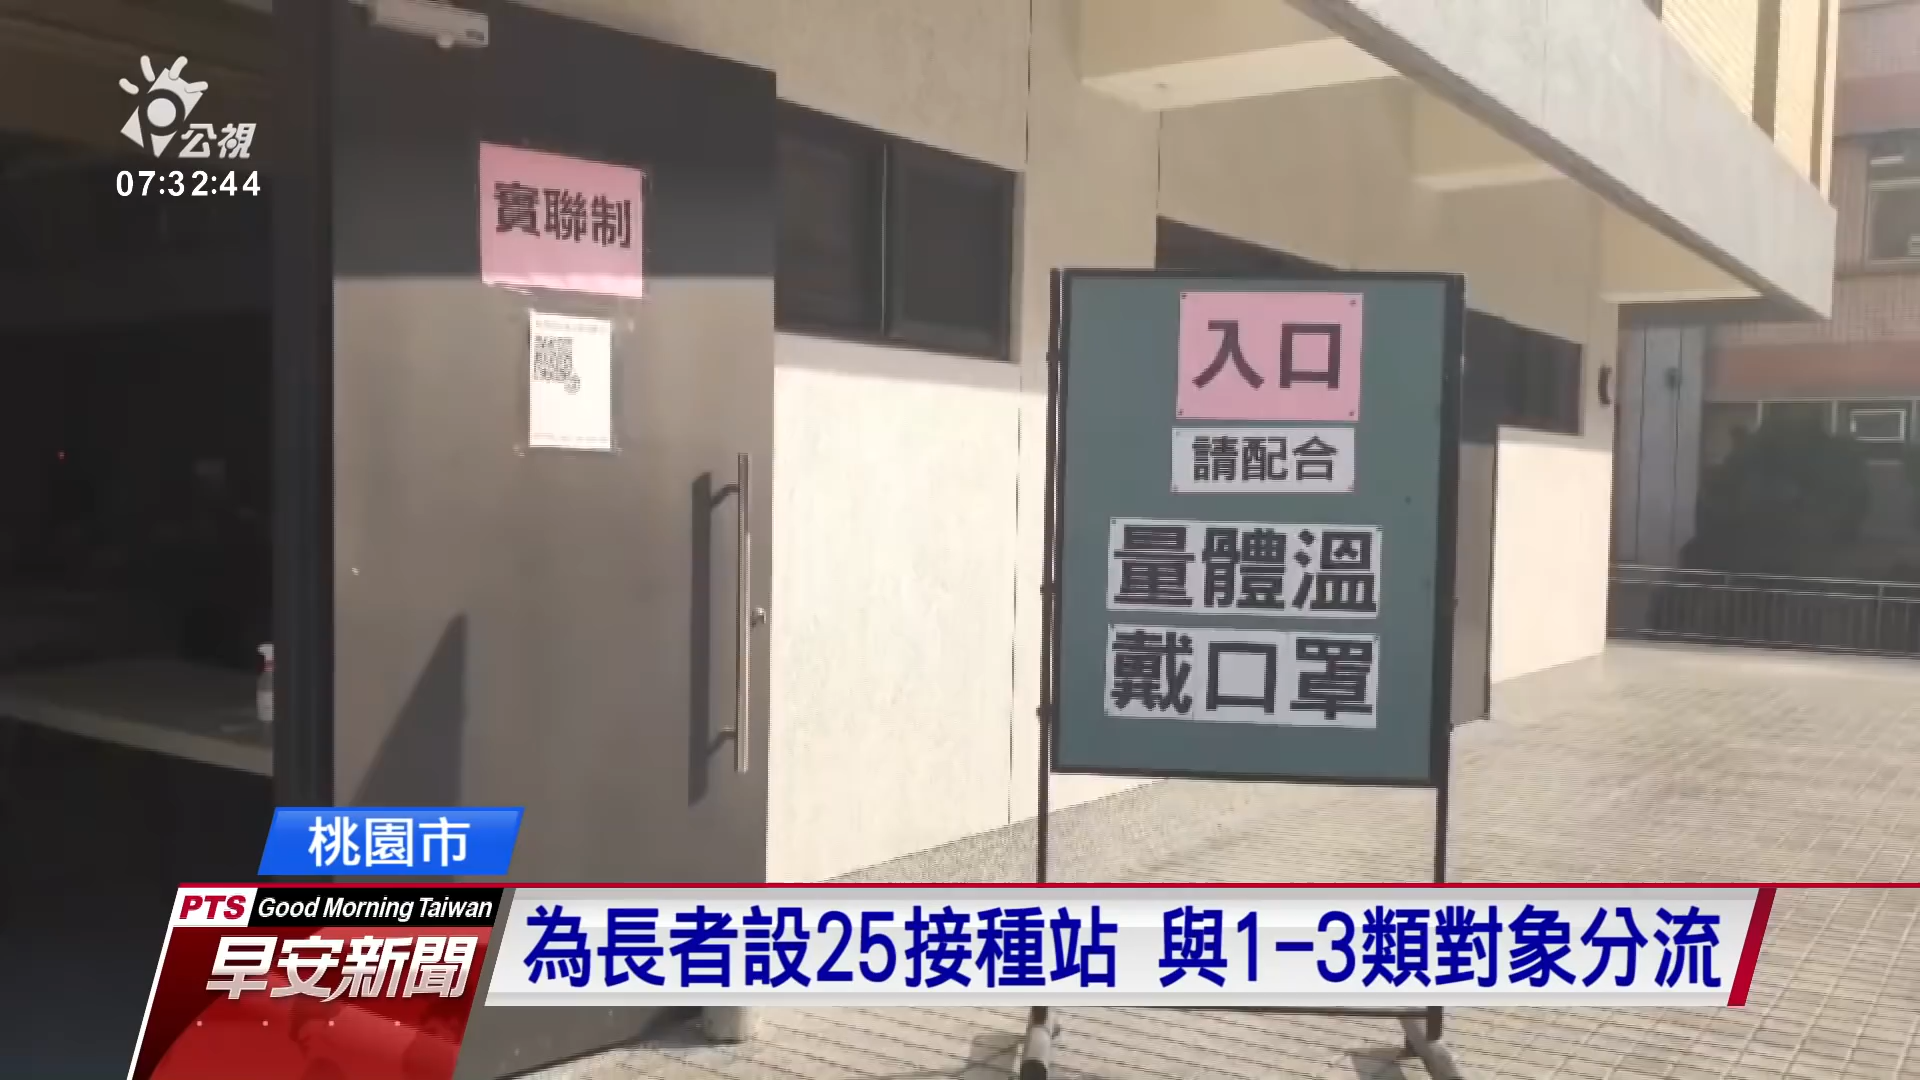 公視
07:32:44
實聯制
入口
請配合
量體溫
戴口罩
桃園市
PTS Good Morning Taiwan
早安新聞
為長者設25接種站 與1-3類對象分流